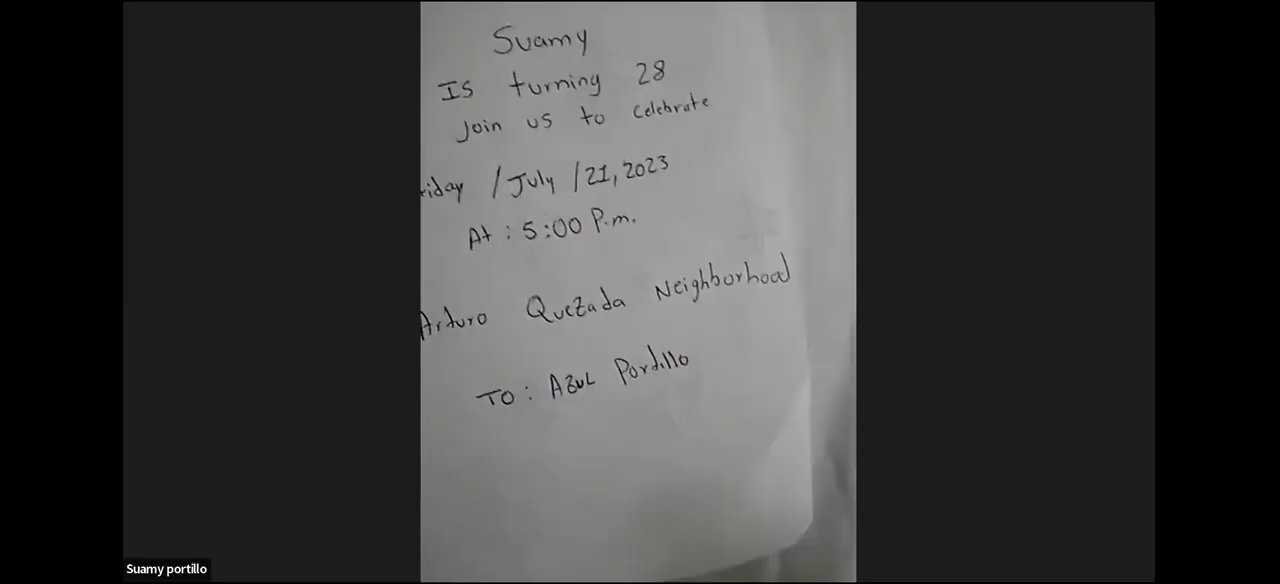 Suamy
Is turning 28
Join us to celebrate
riday /July /21, 2023
At : 5:00 P.m.
Arturo Quezada Neighborhood
To : Azul Portillo
Suamy portillo